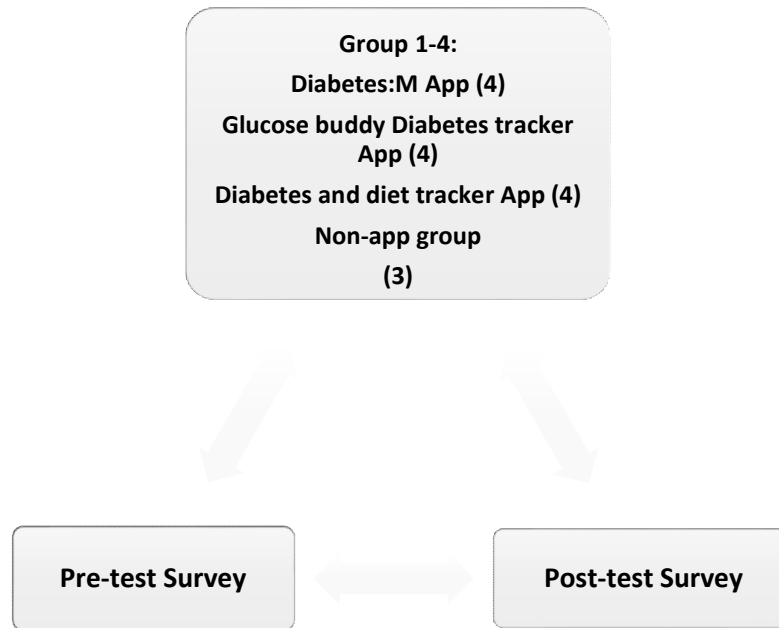 Group 1-4:
Diabetes:M App (4)
Glucose buddy Diabetes tracker
App (4)
Diabetes and diet tracker App (4)
Non-app group
(3)
Pre-test Survey
Post-test Survey